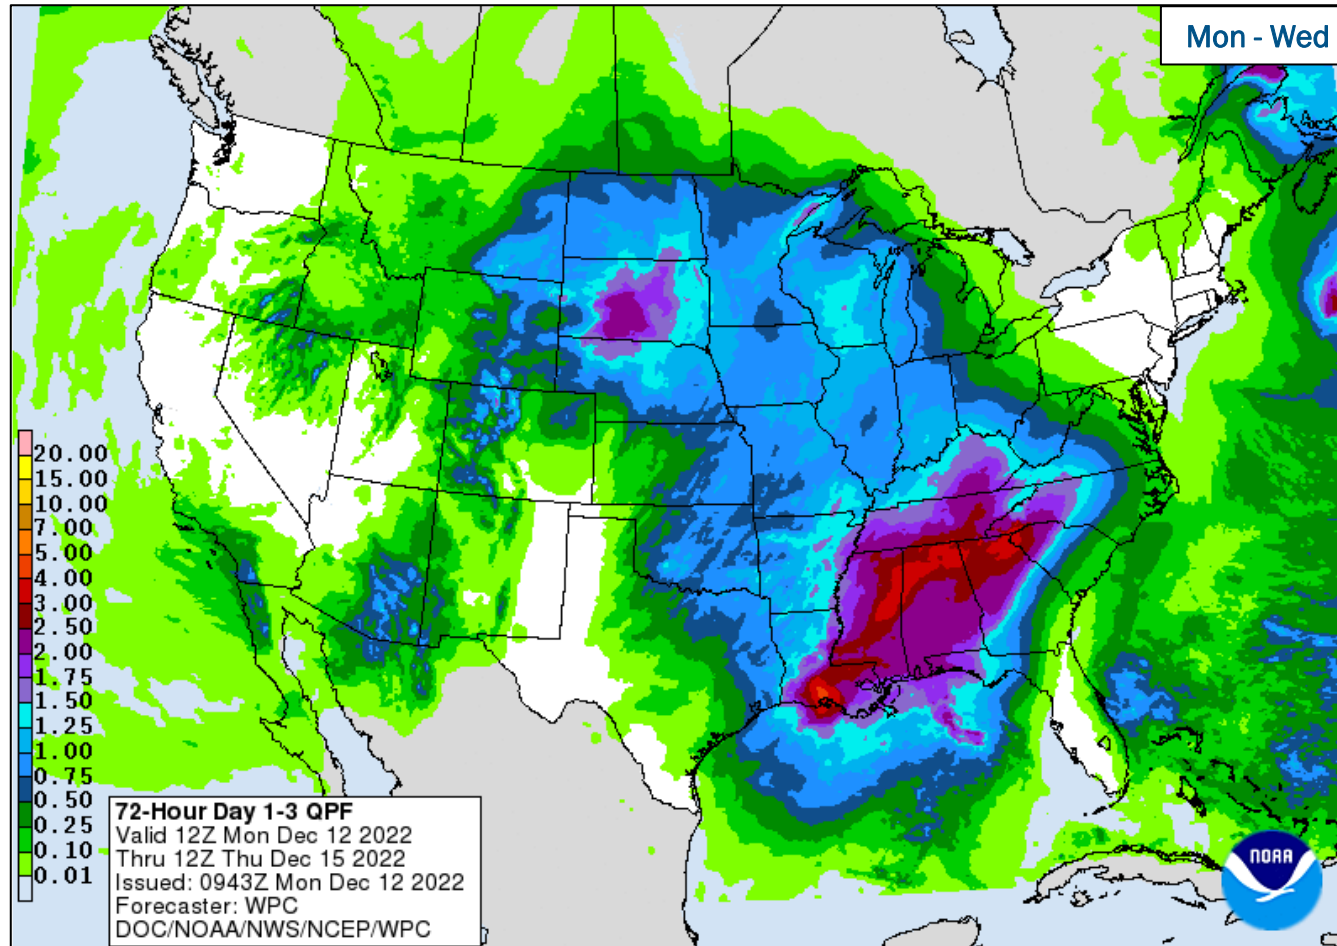 Mon - Wed
20.00
15.00
10.00
7.00
5.00
4.00
3.00
2.50
2.00
1.75
1.50
1.25
1.00
0.75
0.50
0.25
0.10
0.01
72-Hour Day 1-3 QPF
Valid 12Z Mon Dec 12 2022
Thru 12Z Thu Dec 15 2022
Issued: 0943Z Mon Dec 12 2022
Forecaster: WPC
DOC/NOAA/NWS/NCEP/WPC
NOAA